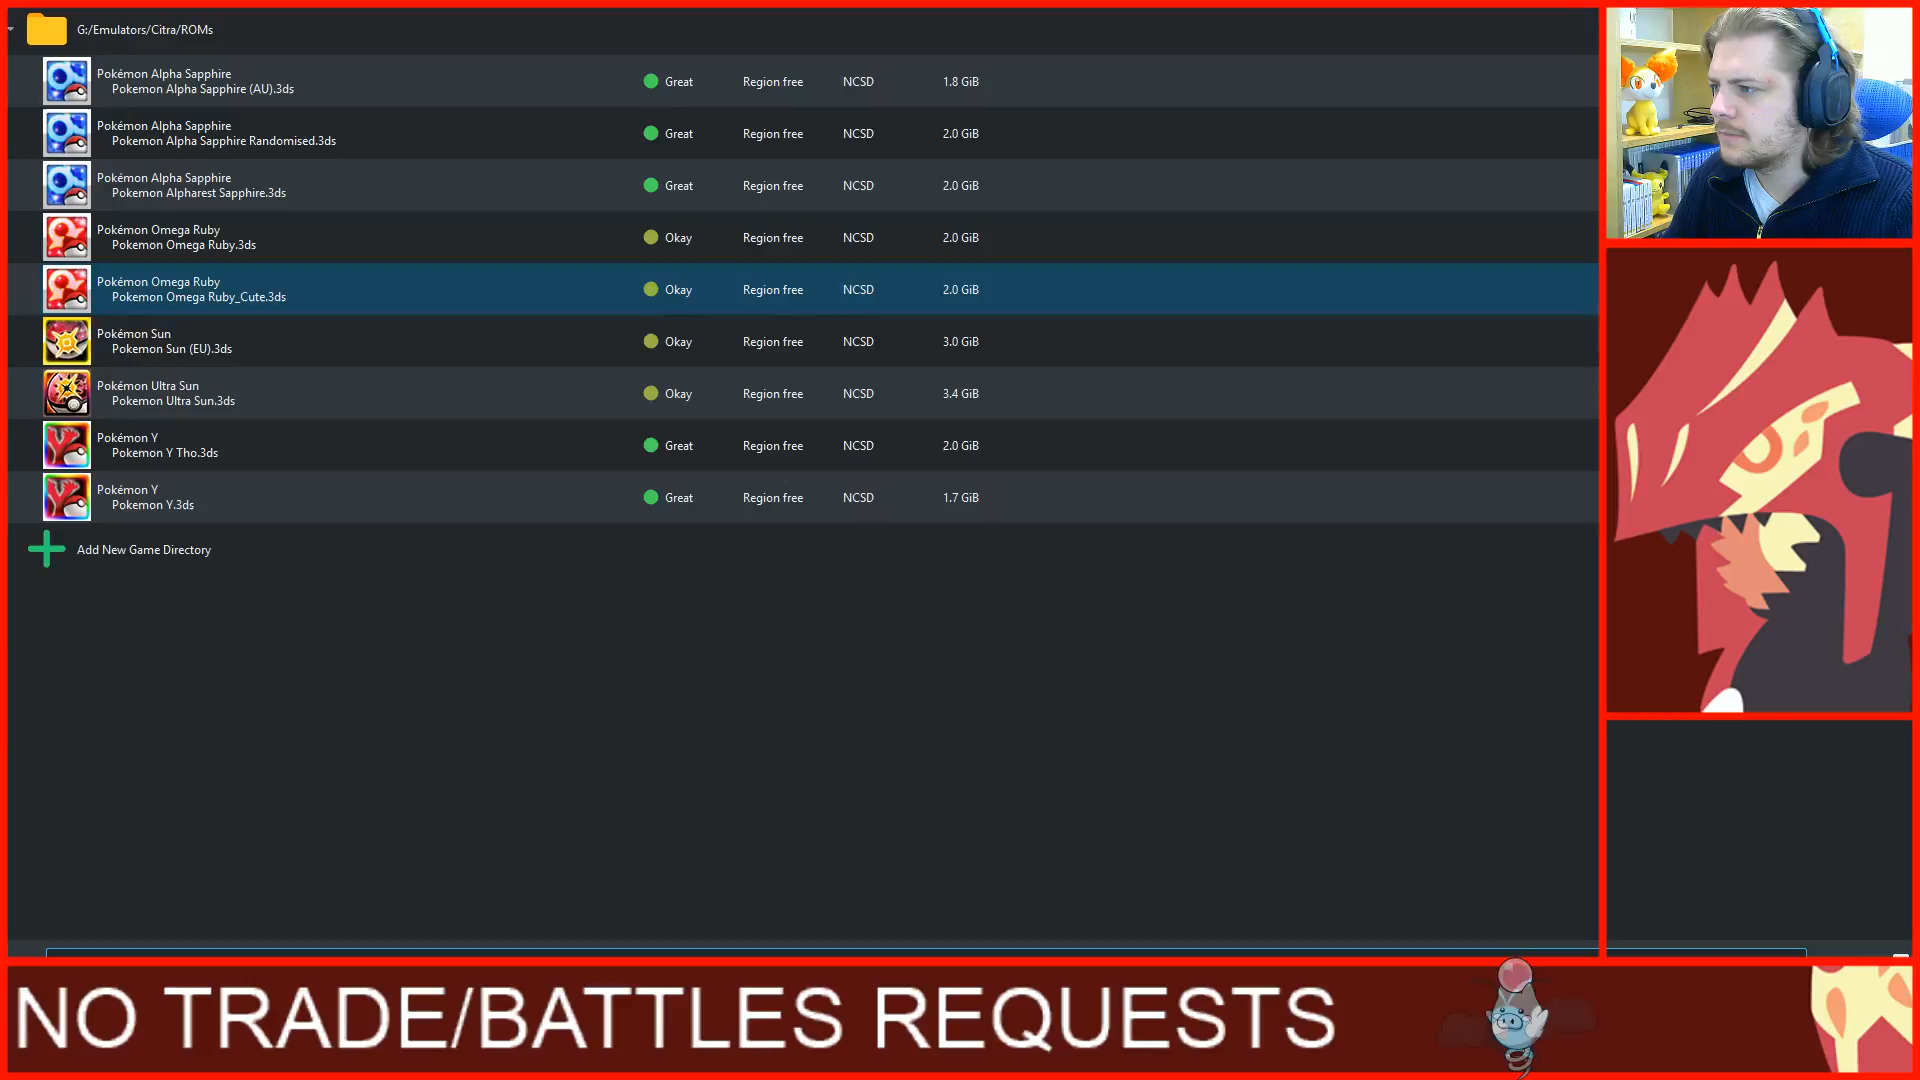 G:/Emulators/Citra/ROMs
Pokémon Alpha Sapphire
Pokemon Alpha Sapphire (AU).3ds
Great Region free NCSD 1.8 GiB
Pokémon Alpha Sapphire
Pokemon Alpha Sapphire Randomised.3ds
Great Region free NCSD 2.0 GiB
Pokémon Alpha Sapphire
Pokemon Alpharest Sapphire.3ds
Great Region free NCSD 2.0 GiB
Pokémon Omega Ruby
Pokemon Omega Ruby.3ds
Okay Region free NCSD 2.0 GiB
Pokémon Omega Ruby
Pokemon Omega Ruby_Cute.3ds
Okay Region free NCSD 2.0 GiB
Pokémon Sun
Pokemon Sun (EU).3ds
Okay Region free NCSD 3.0 GiB
Pokémon Ultra Sun
Pokemon Ultra Sun.3ds
Okay Region free NCSD 3.4 GiB
Pokémon Y
Pokemon Y Tho.3ds
Great Region free NCSD 2.0 GiB
Pokémon Y
Pokemon Y.3ds
Great Region free NCSD 1.7 GiB
Add New Game Directory
NO TRADE/BATTLES REQUESTS